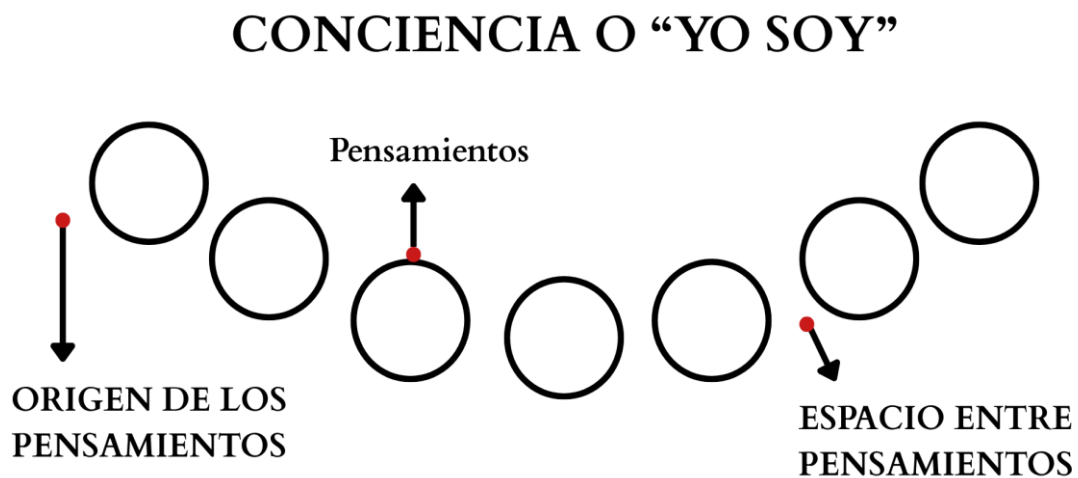 CONCIENCIA O “YO SOY”
Pensamientos
ORIGEN DE LOS
PENSAMIENTOS
ESPACIO ENTRE
PENSAMIENTOS